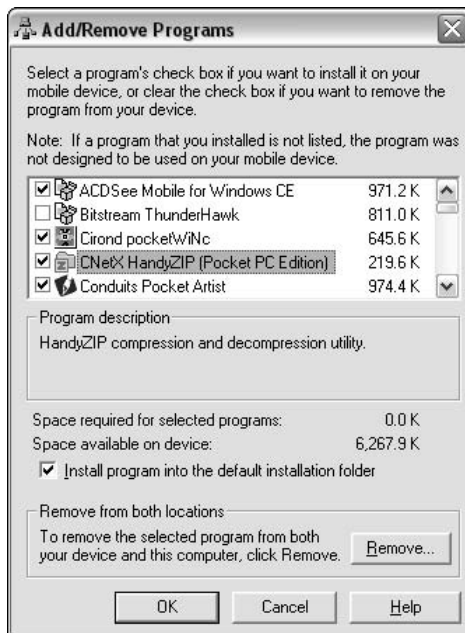 Add/Remove Programs
Select a program's check box if you want to install it on your
mobile device, or clear the check box if you want to remove the
program from your device.
Note: If a program that you installed is not listed, the program was
not designed to be used on your mobile device.
ACDSee Mobile for Windows CE 971.2 K
Bitstream ThunderHawk 811.0 K
Cirond pocketWiNc 645.6 K
CNetX HandyZIP (Pocket PC Edition) 219.6 K
Conduits Pocket Artist 974.4 K
Program description
HandyZIP compression and decompression utility.
Space required for selected programs: 0.0 K
Space available on device: 6,267.9 K
Install program into the default installation folder
Remove from both locations
To remove the selected program from both
your device and this computer, click Remove.
Remove...
OK Cancel Help